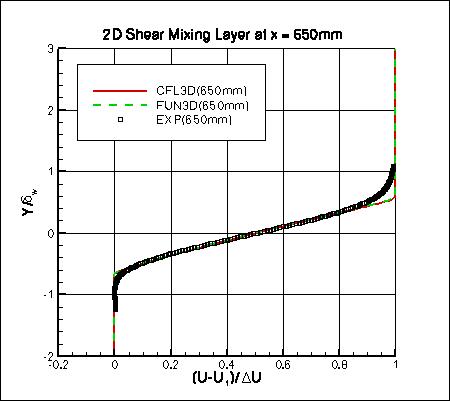 2D Shear Mixing Layer at x = 650mm
CFL3D(650mm)
FUN3D(650mm)
EXP(650mm)
3
2
1
0
-1
-2
Y/δw
-0.2 0 0.2 0.4 0.6 0.8 1
(U-U1)/ΔU